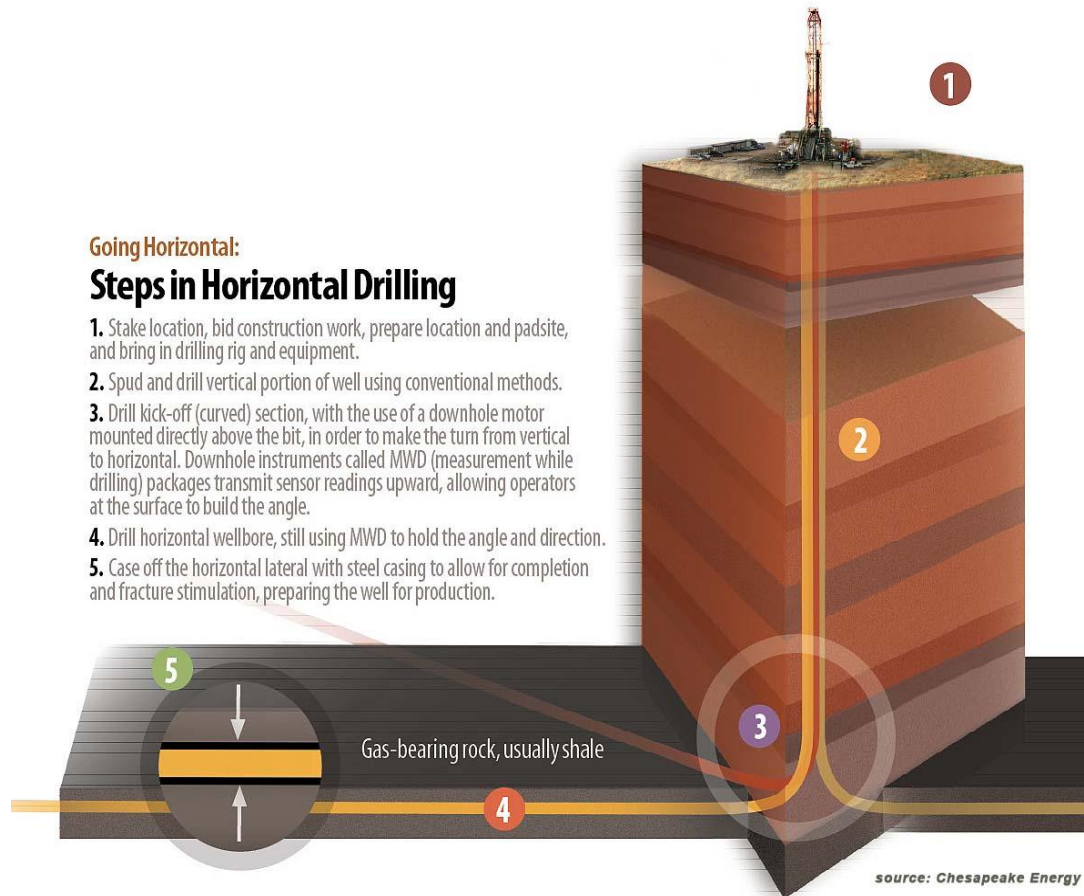 1
Going Horizontal:
Steps in Horizontal Drilling
1. Stake location, bid construction work, prepare location and padsite,
and bring in drilling rig and equipment.
2. Spud and drill vertical portion of well using conventional methods.
3. Drill kick-off (curved) section, with the use of a downhole motor
mounted directly above the bit, in order to make the turn from vertical
to horizontal. Downhole instruments called MWD (measurement while
drilling) packages transmit sensor readings upward, allowing operators
at the surface to build the angle.
4. Drill horizontal wellbore, still using MWD to hold the angle and direction.
5. Case off the horizontal lateral with steel casing to allow for completion
and fracture stimulation, preparing the well for production.
2
5
3
Gas-bearing rock, usually shale
4
source: Chesapeake Energy